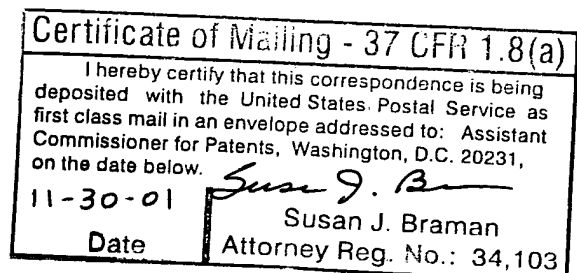 Certificate of Mailing - 37 CFR 1.8(a)
I hereby certify that this correspondence is being
deposited with the United States Postal Service as
first class mail in an envelope addressed to: Assistant
Commissioner for Patents, Washington, D.C. 20231,
on the date below.
11-30-01
Date
Susan J. Braman
Susan J. Braman
Attorney Reg. No.: 34,103